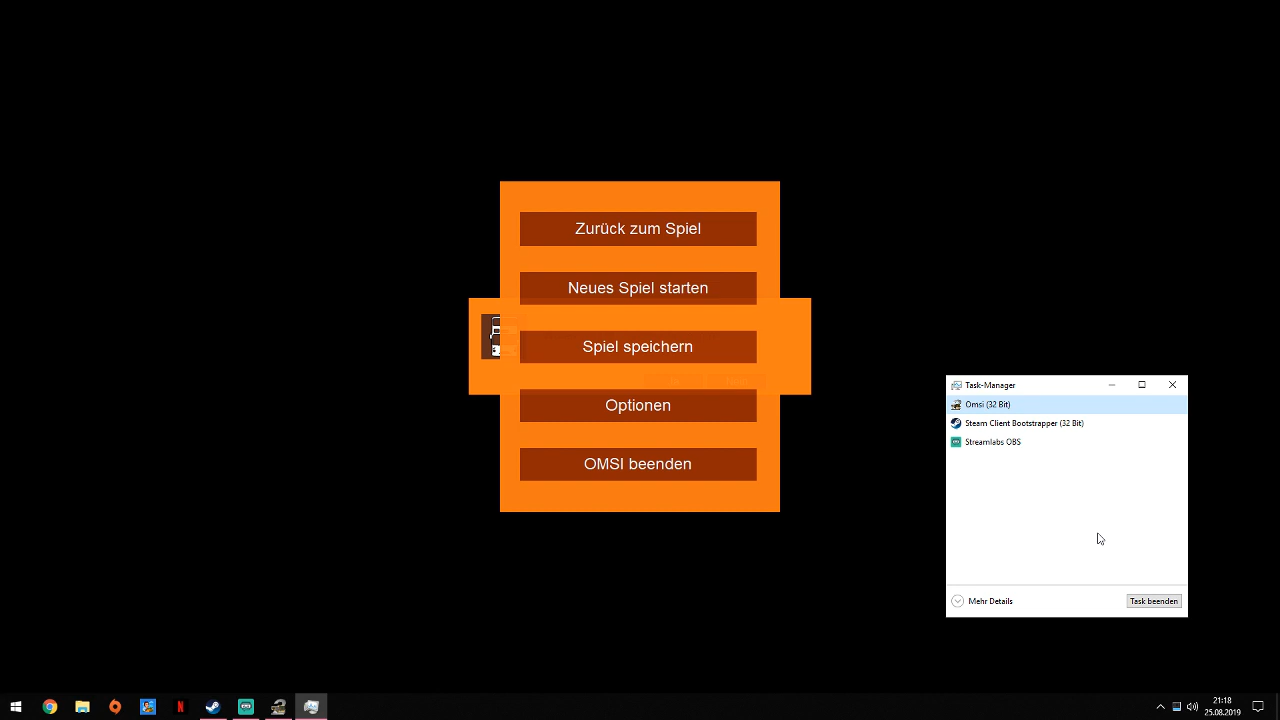 Zurück zum Spiel
Neues Spiel starten
Spiel speichern
Optionen
OMSI beenden
Task-Manager
Omsi (32 Bit)
Steam Client Bootstrapper (32 Bit)
Streamlabs OBS
Mehr Details
Task beenden
21:18
25.08.2019